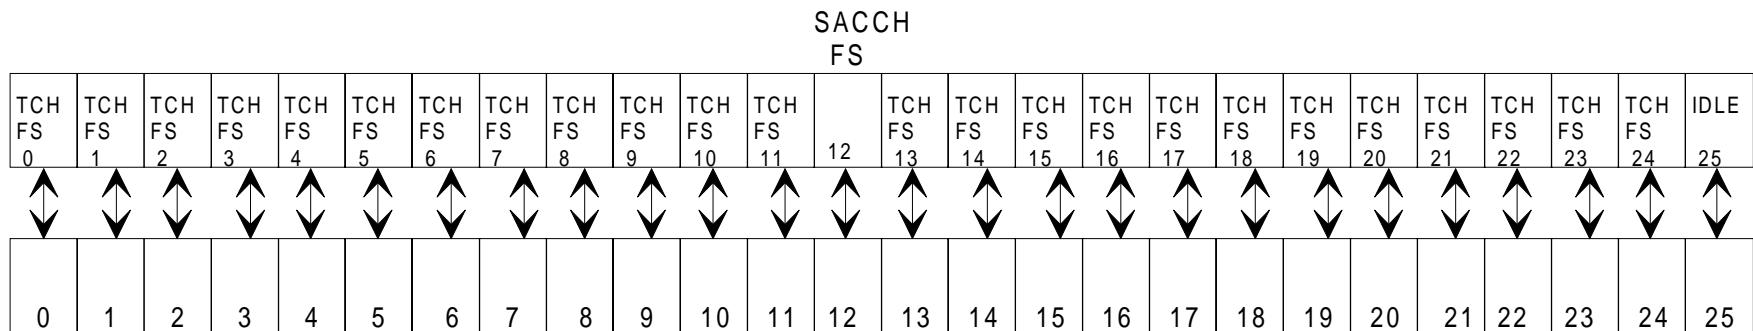 SACCH
FS
TCH TCH TCH TCH TCH TCH TCH TCH TCH TCH TCH TCH TCH TCH TCH TCH TCH TCH TCH TCH TCH TCH TCH TCH IDLE
FS FS FS FS FS FS FS FS FS FS FS FS FS FS FS FS FS FS FS FS FS FS FS FS
0 1 2 3 4 5 6 7 8 9 10 11 12 13 14 15 16 17 18 19 20 21 22 23 24 25
0 1 2 3 4 5 6 7 8 9 10 11 12 13 14 15 16 17 18 19 20 21 22 23 24 25